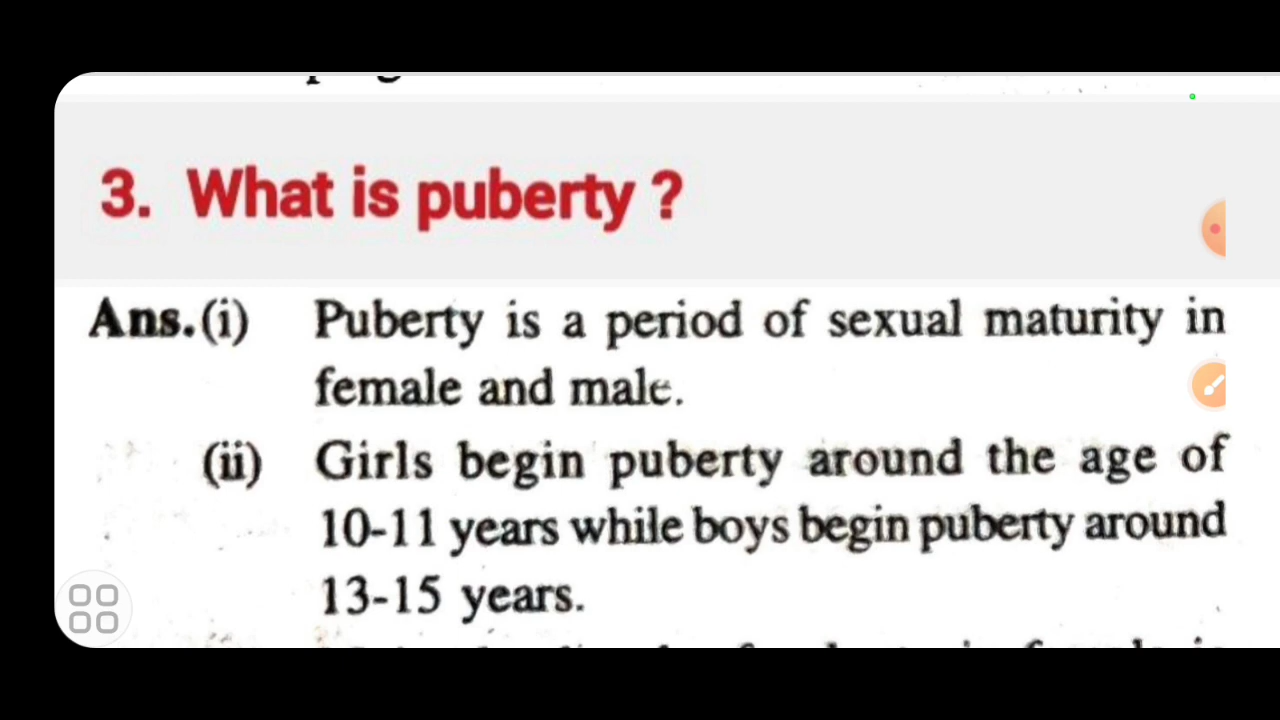 3. What is puberty ?
Ans.(i) Puberty is a period of sexual maturity in
female and male.
(ii) Girls begin puberty around the age of
10-11 years while boys begin puberty around
13-15 years.